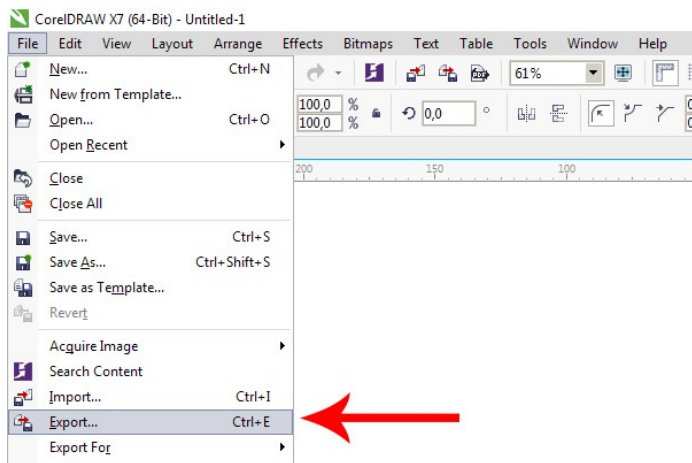 CorelDRAW X7 (64-Bit) - Untitled-1
File Edit View Layout Arrange Effects Bitmaps Text Table Tools Window Help
New... Ctrl+N
61%
New from Template...
100,0 %
100,0 %
0,0 °
Open... Ctrl+O
Open Recent
200 150 100
Close
Close All
Save... Ctrl+S
Save As... Ctrl+Shift+S
Save as Template...
Revert
Acquire Image
Search Content
Import... Ctrl+I
Export... Ctrl+E
Export For